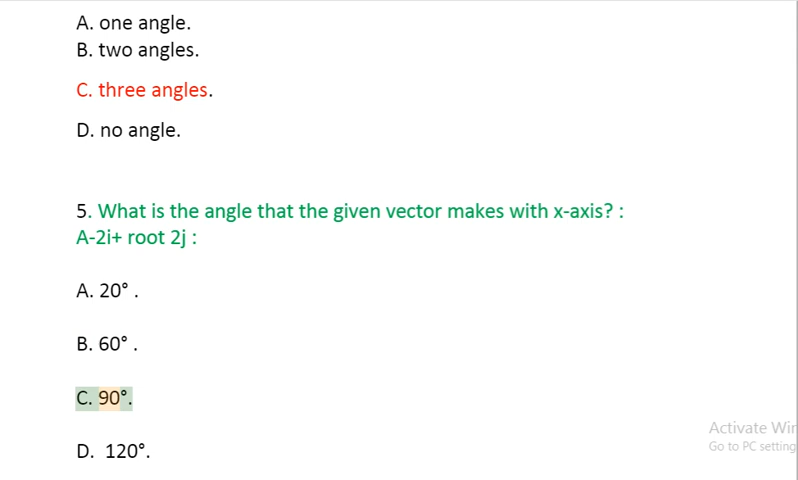 A. one angle.
B. two angles.
C. three angles.
D. no angle.
5. What is the angle that the given vector makes with x-axis? :
A-2i+ root 2j :
A. 20° .
B. 60° .
C. 90°.
D. 120°.
Activate Win
Go to PC setting